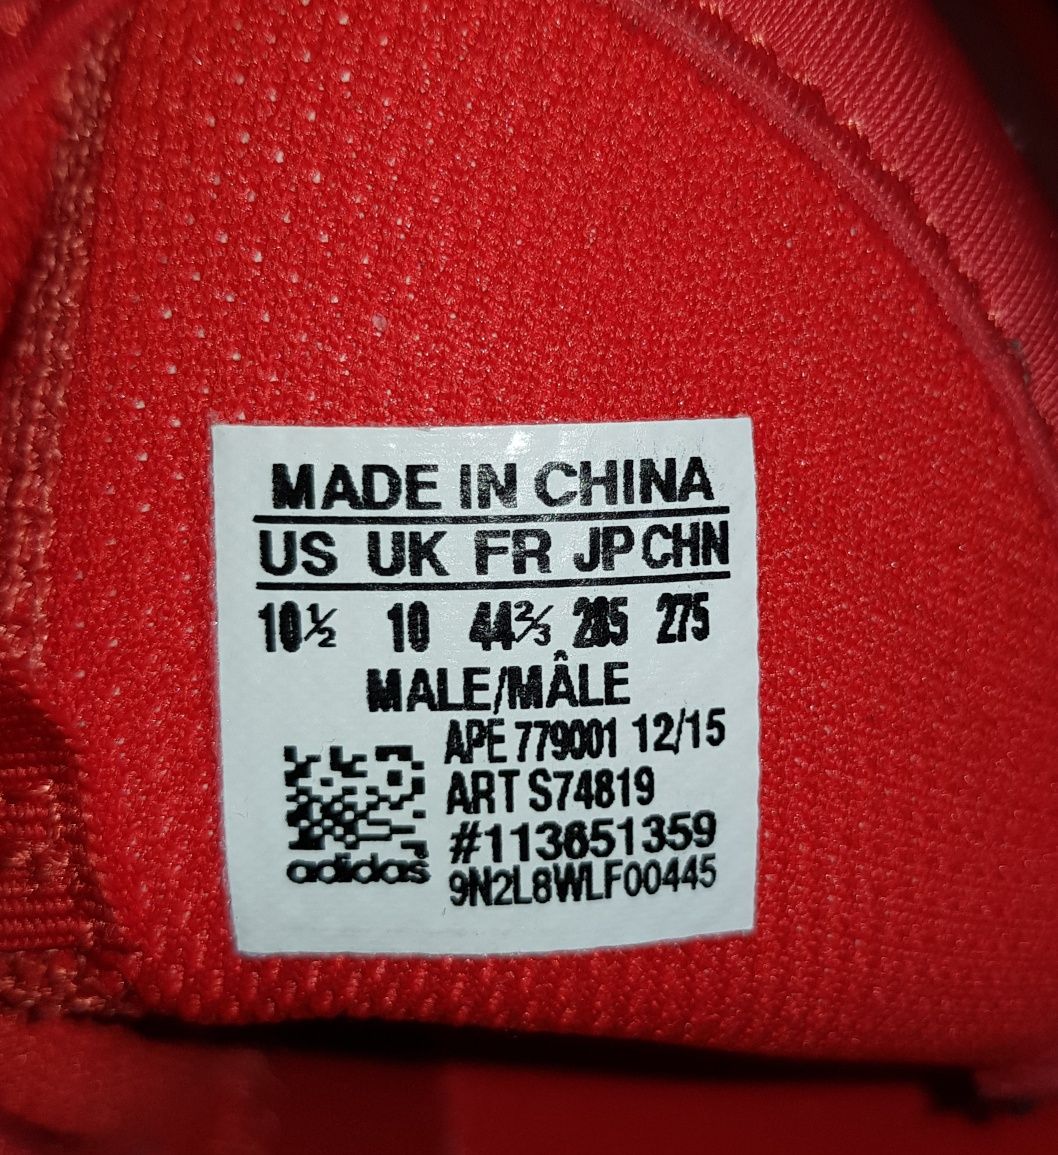 MADE IN CHINA
US UK FR JP CHN
10½ 10 44⅔ 285 275
MALE/MÂLE
APE 779001 12/15
ART S74819
#113651359
9N2L8WLF00445
adidas